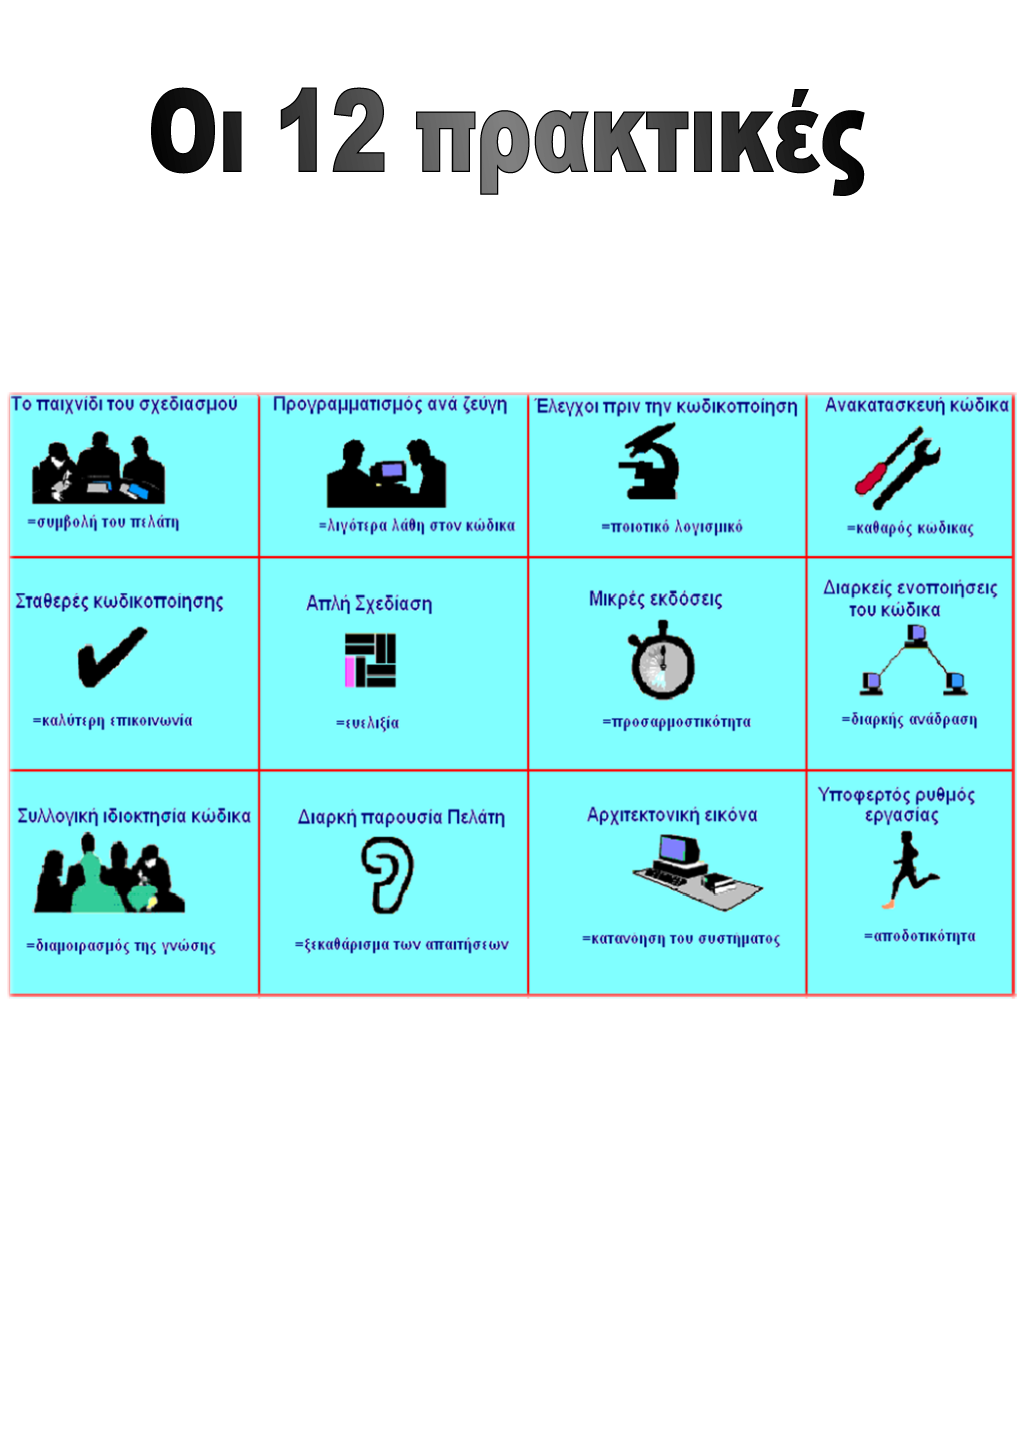 Οι 12 πρακτικές
Το παιχνίδι του σχεδιασμού
=συμβολή του πελάτη
Προγραμματισμός ανά ζεύγη
=λιγότερα λάθη στον κώδικα
Έλεγχοι πριν την κωδικοποίηση
=ποιοτικό λογισμικό
Ανακατασκευή κώδικα
=καθαρός κώδικας
Σταθερές κωδικοποίησης
=καλύτερη επικοινωνία
Απλή Σχεδίαση
=ευελιξία
Μικρές εκδόσεις
=προσαρμοστικότητα
Διαρκείς ενοποιήσεις
του κώδικα
=διαρκής ανάδραση
Συλλογική ιδιοκτησία κώδικα
=διαμοιρασμός της γνώσης
Διαρκή παρουσία Πελάτη
=ξεκαθάρισμα των απαιτήσεων
Αρχιτεκτονική εικόνα
=κατανόηση του συστήματος
Υποφερτός ρυθμός
εργασίας
=αποδοτικότητα